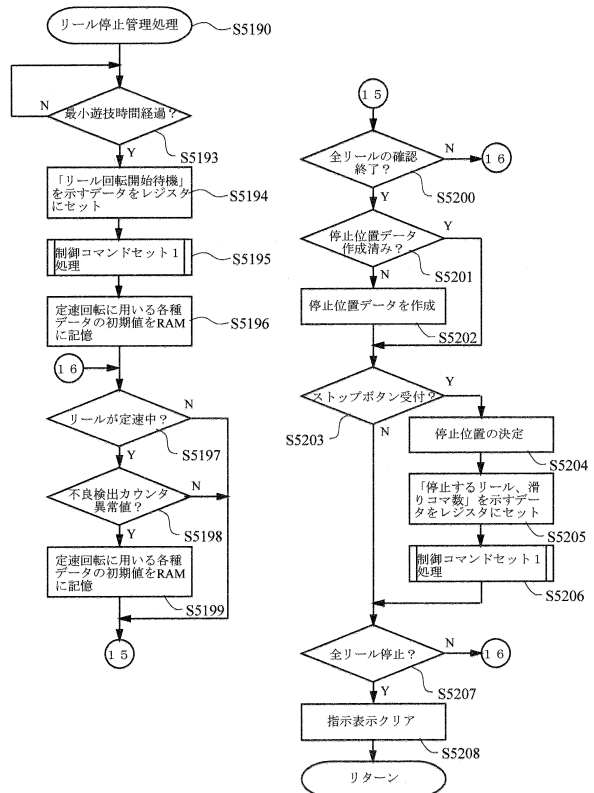 リール停止管理処理
S5190
N
最小遊技時間経過？
Y
S5193
「リール回転開始待機」
を示すデータをレジスタ
にセット
S5194
制御コマンドセット１
処理
S5195
定速回転に用いる各種
データの初期値をRAM
に記憶
S5196
１６
リールが定速中？
N
Y
S5197
不良検出カウンタ
異常値？
N
Y
S5198
定速回転に用いる各種
データの初期値をRAM
に記憶
S5199
１５
１５
全リールの確認
終了？
N
１６
S5200
Y
停止位置データ
作成済み？
Y
S5201
N
停止位置データを作成
S5202
ストップボタン受付？
Y
S5203
N
停止位置の決定
S5204
「停止するリール、滑
りコマ数」を示すデー
タをレジスタにセット
S5205
制御コマンドセット１
処理
S5206
全リール停止？
N
１６
Y
S5207
指示表示クリア
S5208
リターン